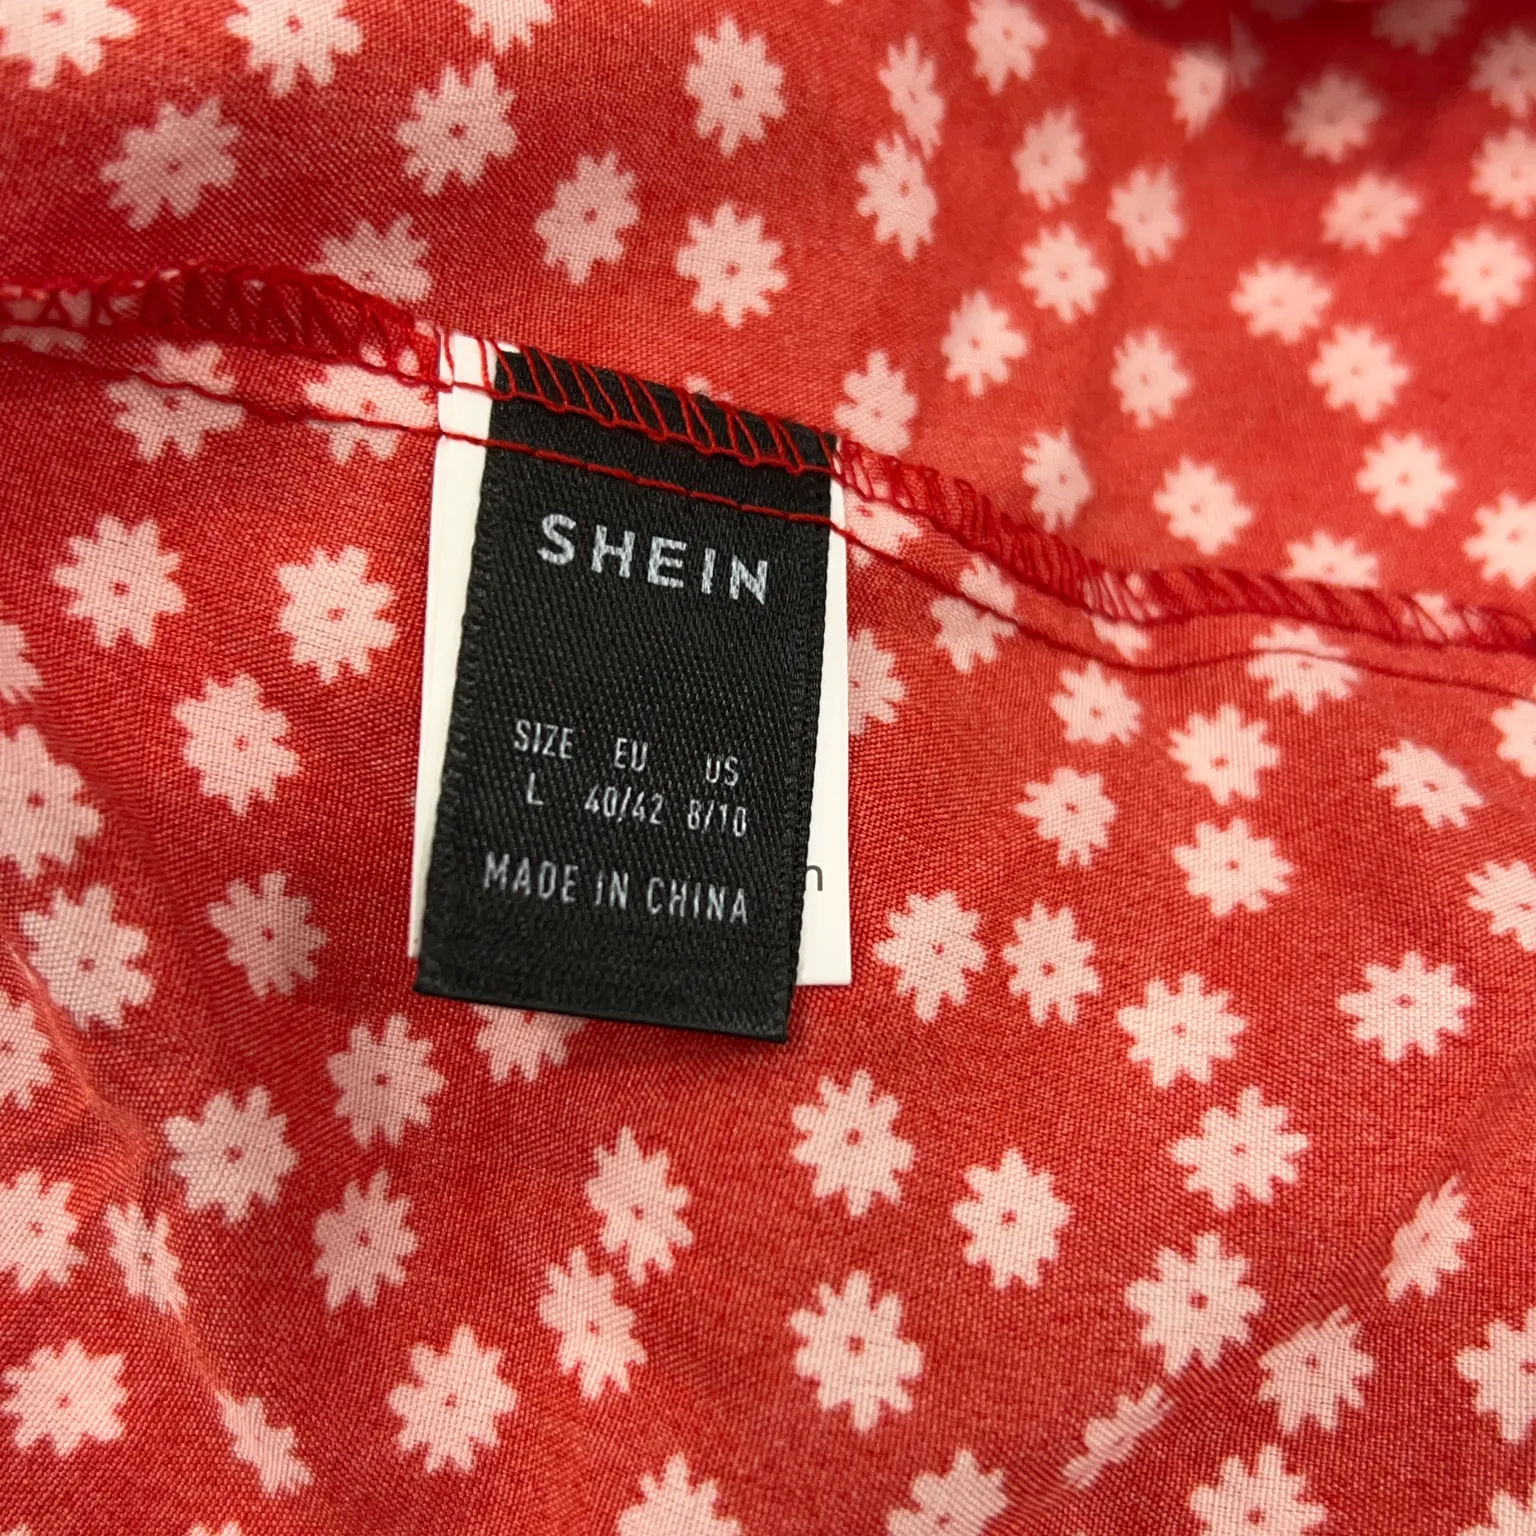 SHEIN
SIZE EU US
L 40/42 8/10
MADE IN CHINA
n